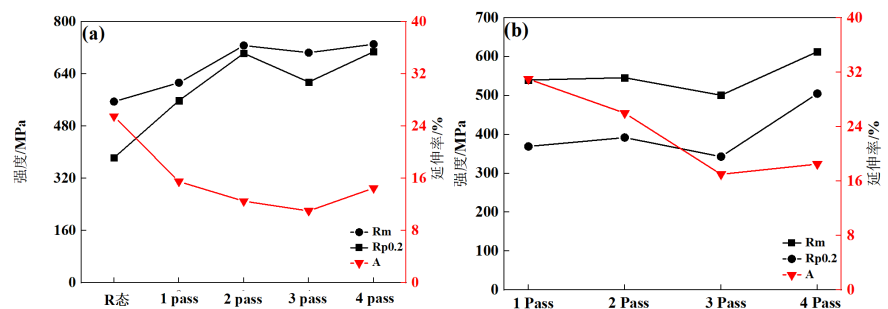 (a)
800
640
480
320
160
0
强度/MPa
40
32
24
16
8
0
延伸率/%
Rm
Rp0.2
A
R态 1 pass 2 pass 3 pass 4 pass
(b)
700
600
500
400
300
200
100
0
强度/MPa
40
32
24
16
8
0
延伸率/%
Rm
Rp0.2
A
1 Pass 2 Pass 3 Pass 4 Pass